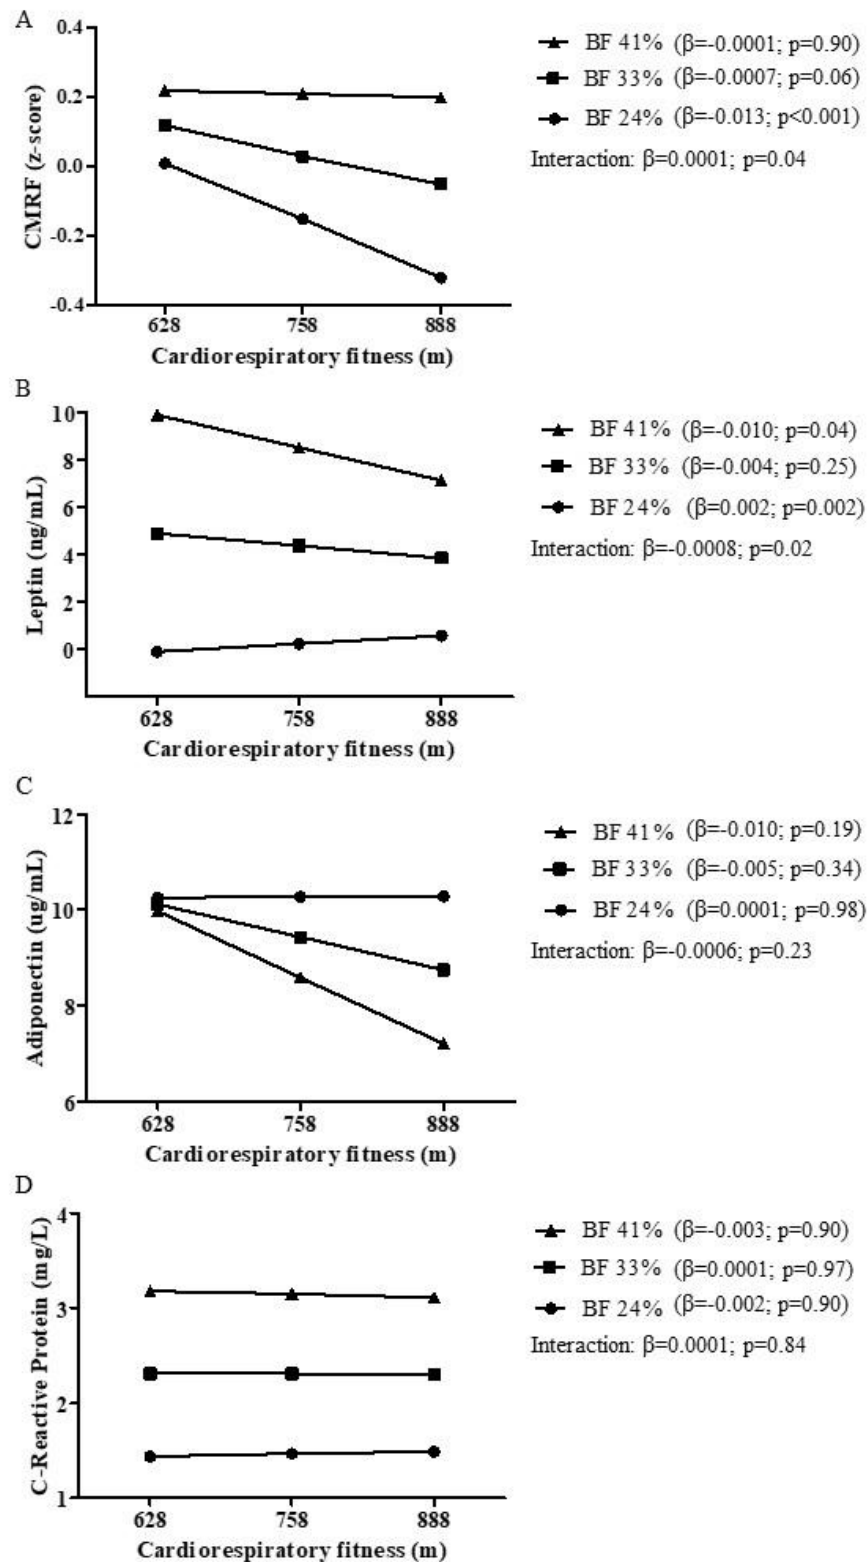 A
CMRF (z-score)
0.4
0.2
0.0
-0.2
-0.4
628 758 888
Cardiorespiratory fitness (m)
BF 41% (β=-0.0001; p=0.90)
BF 33% (β=-0.0007; p=0.06)
BF 24% (β=-0.013; p<0.001)
Interaction: β=0.0001; p=0.04
B
Leptin (ng/mL)
10
8
6
4
2
0
628 758 888
Cardiorespiratory fitness (m)
BF 41% (β=-0.010; p=0.04)
BF 33% (β=-0.004; p=0.25)
BF 24% (β=0.002; p=0.002)
Interaction: β=-0.0008; p=0.02
C
Adiponectin (ug/mL)
12
10
8
6
628 758 888
Cardiorespiratory fitness (m)
BF 41% (β=-0.010; p=0.19)
BF 33% (β=-0.005; p=0.34)
BF 24% (β=0.0001; p=0.98)
Interaction: β=-0.0006; p=0.23
D
C-Reactive Protein (mg/L)
4
3
2
1
628 758 888
Cardiorespiratory fitness (m)
BF 41% (β=-0.003; p=0.90)
BF 33% (β=0.0001; p=0.97)
BF 24% (β=-0.002; p=0.90)
Interaction: β=0.0001; p=0.84